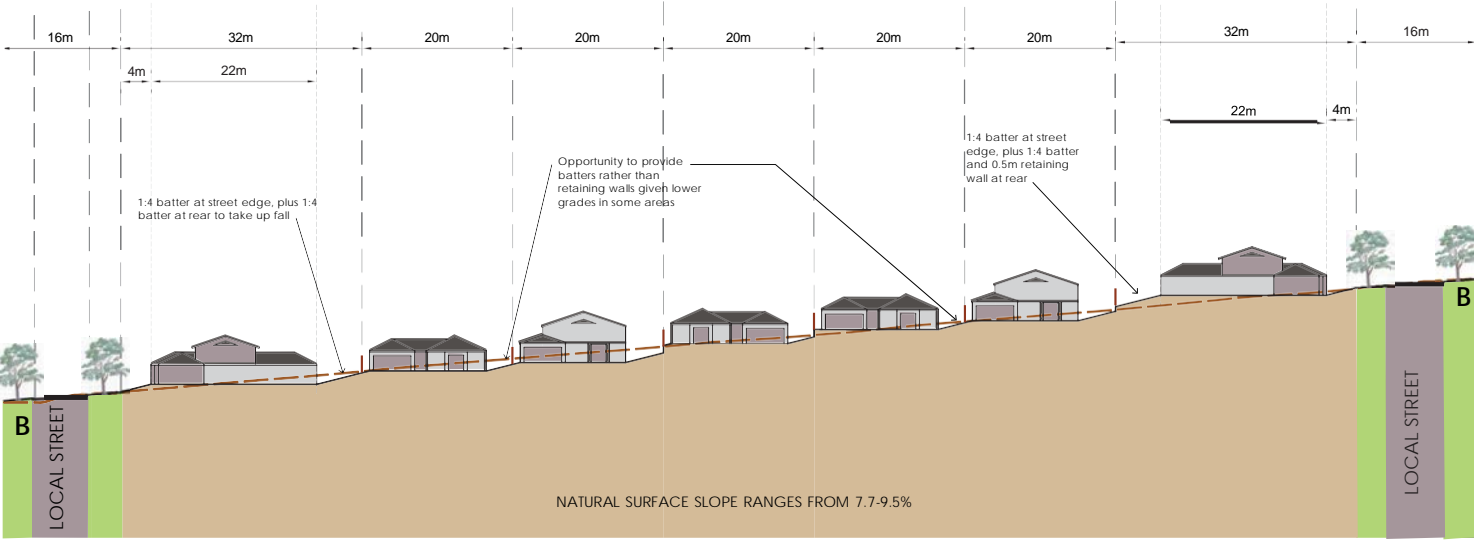 16m
32m
20m
20m
20m
20m
20m
32m
16m
4m
22m
22m
4m
1:4 batter at street
edge, plus 1:4 batter
and 0.5m retaining
wall at rear
Opportunity to provide
batters rather than
retaining walls given lower
grades in some areas
1:4 batter at street edge, plus 1:4
batter at rear to take up fall
B
LOCAL STREET
LOCAL STREET
B
NATURAL SURFACE SLOPE RANGES FROM 7.7-9.5%